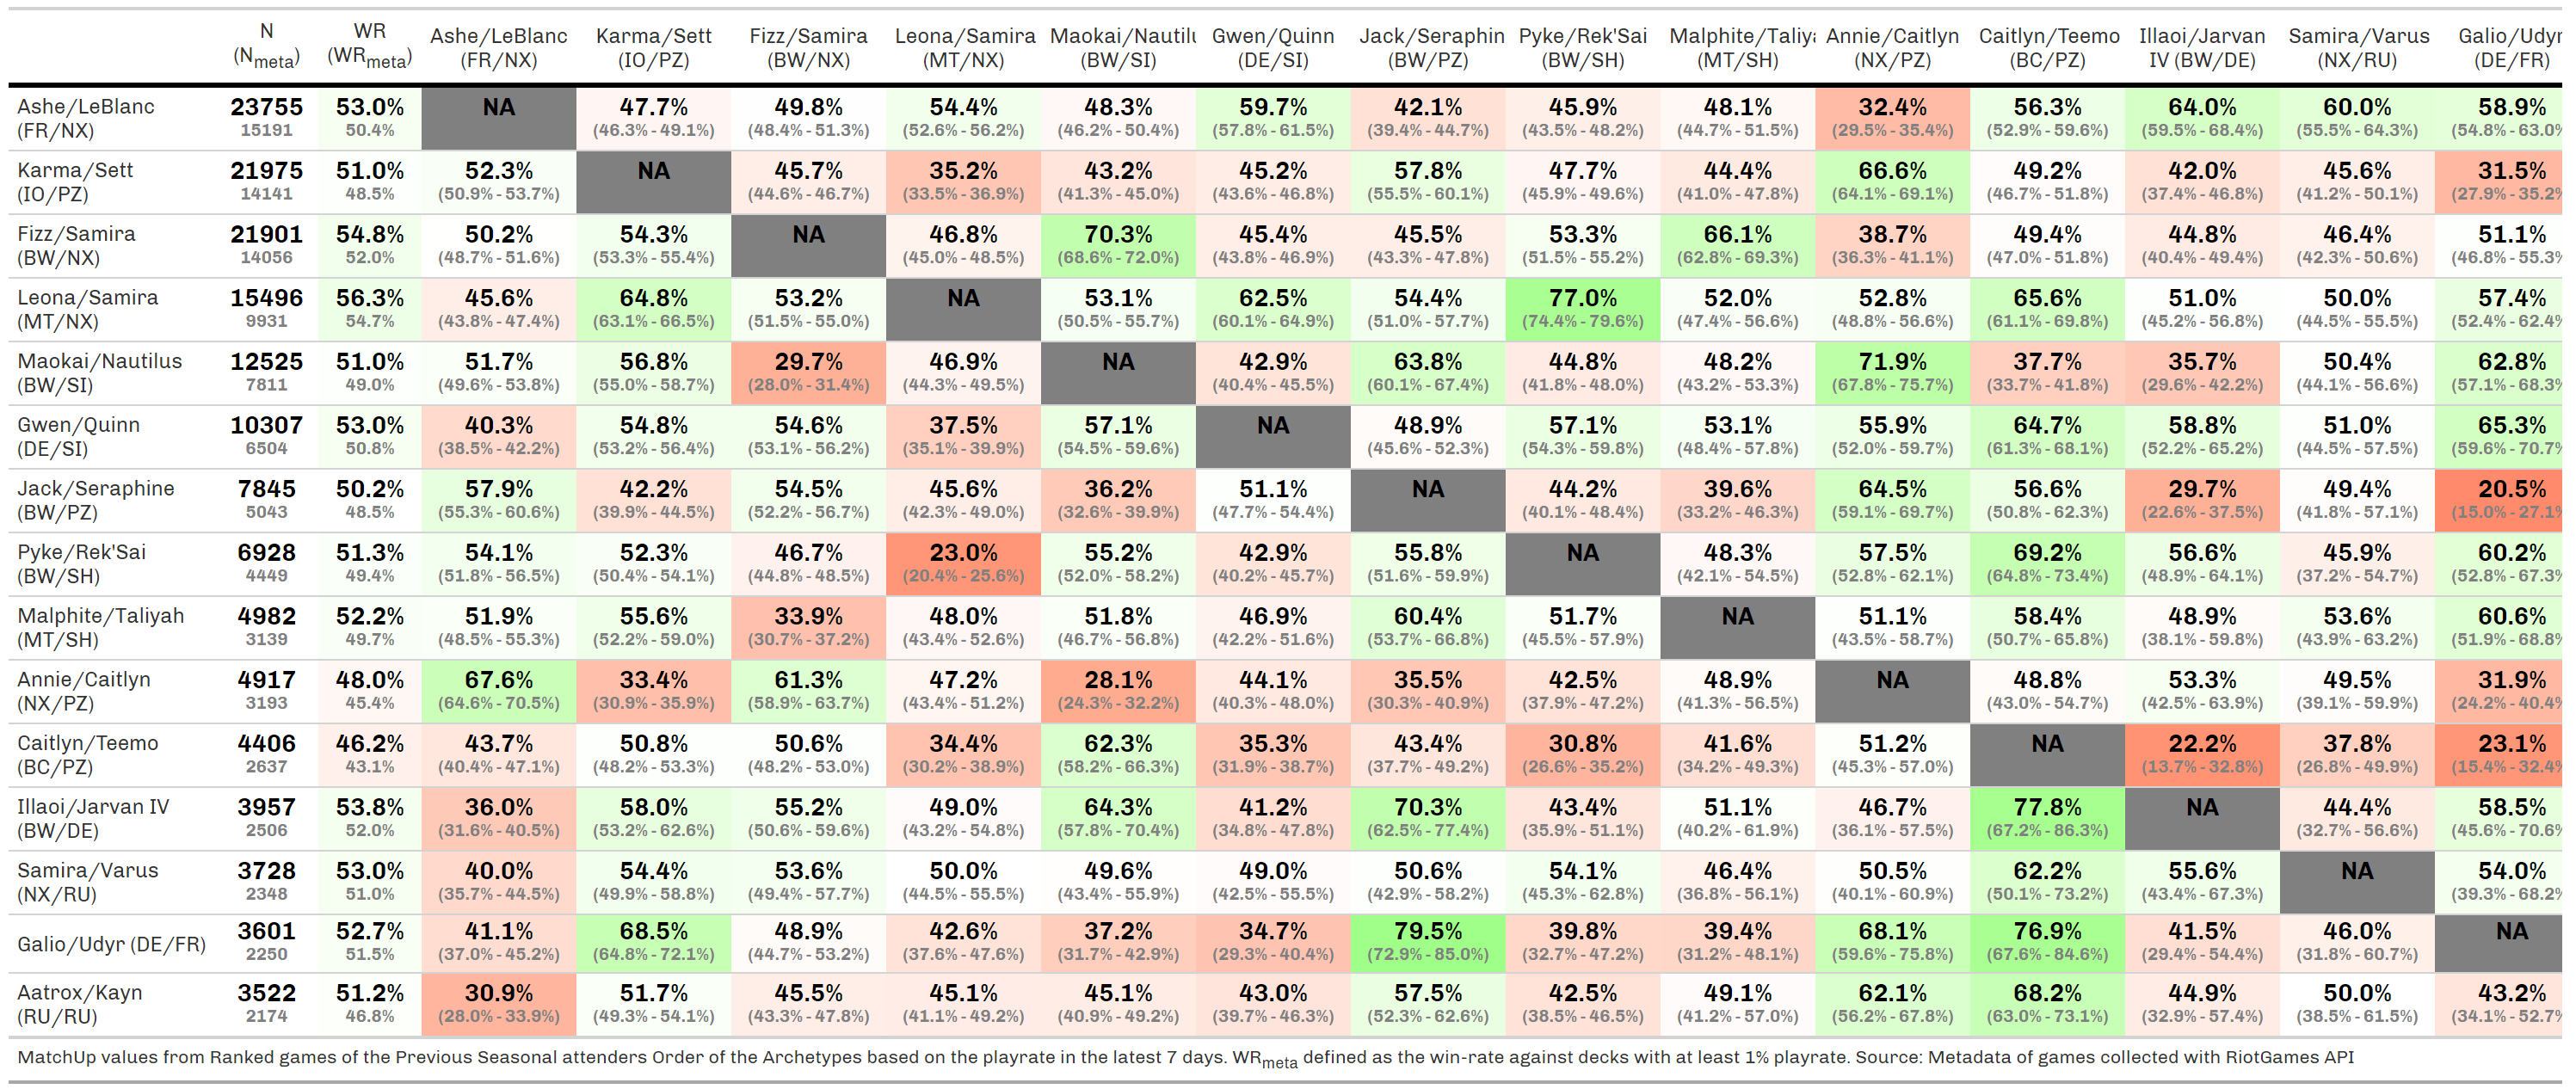 N WR Ashe/LeBlanc Karma/Sett Fizz/Samira Leona/Samira Maokai/Nautilu Gwen/Quinn Jack/Seraphin Pyke/Rek'Sai Malphite/Taliya Annie/Caitlyn Caitlyn/Teemo Illaoi/Jarvan Samira/Varus Galio/Udyr
(Nmeta) (WRmeta) (FR/NX) (IO/PZ) (BW/NX) (MT/NX) (BW/SI) (DE/SI) (BW/PZ) (BW/SH) (MT/SH) (NX/PZ) (BC/PZ) IV (BW/DE) (NX/RU) (DE/FR)
Ashe/LeBlanc 23755 53.0% NA 47.7% 49.8% 54.4% 48.3% 59.7% 42.1% 45.9% 48.1% 32.4% 56.3% 64.0% 60.0% 58.9%
(FR/NX) 15191 50.4% (46.3% - 49.1%) (48.4% - 51.3%) (52.6% - 56.2%) (46.2% - 50.4%) (57.8% - 61.5%) (39.4% - 44.7%) (43.5% - 48.2%) (44.7% - 51.5%) (29.5% - 35.4%) (52.9% - 59.6%) (59.5% - 68.4%) (55.5% - 64.3%) (54.8% - 63.0%
Karma/Sett 21975 51.0% 52.3% NA 45.7% 35.2% 43.2% 45.2% 57.8% 47.7% 44.4% 66.6% 49.2% 42.0% 45.6% 31.5%
(IO/PZ) 14141 48.5% (50.9% - 53.7%) (44.6% - 46.7%) (33.5% - 36.9%) (41.3% - 45.0%) (43.6% - 46.8%) (55.5% - 60.1%) (45.9% - 49.6%) (41.0% - 47.8%) (64.1% - 69.1%) (46.7% - 51.8%) (37.4% - 46.8%) (41.2% - 50.1%) (27.9% - 35.2%
Fizz/Samira 21901 54.8% 50.2% 54.3% NA 46.8% 70.3% 45.4% 45.5% 53.3% 66.1% 38.7% 49.4% 44.8% 46.4% 51.1%
(BW/NX) 14056 52.0% (48.7% - 51.6%) (53.3% - 55.4%) (45.0% - 48.5%) (68.6% - 72.0%) (43.8% - 46.9%) (43.3% - 47.8%) (51.5% - 55.2%) (62.8% - 69.3%) (36.3% - 41.1%) (47.0% - 51.8%) (40.4% - 49.4%) (42.3% - 50.6%) (46.8% - 55.3%
Leona/Samira 15496 56.3% 45.6% 64.8% 53.2% NA 53.1% 62.5% 54.4% 77.0% 52.0% 52.8% 65.6% 51.0% 50.0% 57.4%
(MT/NX) 9931 54.7% (43.8% - 47.4%) (63.1% - 66.5%) (51.5% - 55.0%) (50.5% - 55.7%) (60.1% - 64.9%) (51.0% - 57.7%) (74.4% - 79.6%) (47.4% - 56.6%) (48.8% - 56.6%) (61.1% - 69.8%) (45.2% - 56.8%) (44.5% - 55.5%) (52.4% - 62.4%
Maokai/Nautilus 12525 51.0% 51.7% 56.8% 29.7% 46.9% NA 42.9% 63.8% 44.8% 48.2% 71.9% 37.7% 35.7% 50.4% 62.8%
(BW/SI) 7811 49.0% (49.6% - 53.8%) (55.0% - 58.7%) (28.0% - 31.4%) (44.3% - 49.5%) (40.4% - 45.5%) (60.1% - 67.4%) (41.8% - 48.0%) (43.2% - 53.3%) (67.8% - 75.7%) (33.7% - 41.8%) (29.6% - 42.2%) (44.1% - 56.6%) (57.1% - 68.3%
Gwen/Quinn 10307 53.0% 40.3% 54.8% 54.6% 37.5% 57.1% NA 48.9% 57.1% 53.1% 55.9% 64.7% 58.8% 51.0% 65.3%
(DE/SI) 6504 50.8% (38.5% - 42.2%) (53.2% - 56.4%) (53.1% - 56.2%) (35.1% - 39.9%) (54.5% - 59.6%) (45.6% - 52.3%) (54.3% - 59.8%) (48.4% - 57.8%) (52.0% - 59.7%) (61.3% - 68.1%) (52.2% - 65.2%) (44.5% - 57.5%) (59.6% - 70.7%
Jack/Seraphine 7845 50.2% 57.9% 42.2% 54.5% 45.6% 36.2% 51.1% NA 44.2% 39.6% 64.5% 56.6% 29.7% 49.4% 20.5%
(BW/PZ) 5043 48.5% (55.3% - 60.6%) (39.9% - 44.5%) (52.2% - 56.7%) (42.3% - 49.0%) (32.6% - 39.9%) (47.7% - 54.4%) (40.1% - 48.4%) (33.2% - 46.3%) (59.1% - 69.7%) (50.8% - 62.3%) (22.6% - 37.5%) (41.8% - 57.1%) (15.0% - 27.1%
Pyke/Rek'Sai 6928 51.3% 54.1% 52.3% 46.7% 23.0% 55.2% 42.9% 55.8% NA 48.3% 57.5% 69.2% 56.6% 45.9% 60.2%
(BW/SH) 4449 49.4% (51.8% - 56.5%) (50.4% - 54.1%) (44.8% - 48.5%) (20.4% - 25.6%) (52.0% - 58.2%) (40.2% - 45.7%) (51.6% - 59.9%) (42.1% - 54.5%) (52.8% - 62.1%) (64.8% - 73.4%) (48.9% - 64.1%) (37.2% - 54.7%) (52.8% - 67.3%
Malphite/Taliyah 4982 52.2% 51.9% 55.6% 33.9% 48.0% 51.8% 46.9% 60.4% 51.7% NA 51.1% 58.4% 48.9% 53.6% 60.6%
(MT/SH) 3139 49.7% (48.5% - 55.3%) (52.2% - 59.0%) (30.7% - 37.2%) (43.4% - 52.6%) (46.7% - 56.8%) (42.2% - 51.6%) (53.7% - 66.8%) (45.5% - 57.9%) (43.5% - 58.7%) (50.7% - 65.8%) (38.1% - 59.8%) (43.9% - 63.2%) (51.9% - 68.8%
Annie/Caitlyn 4917 48.0% 67.6% 33.4% 61.3% 47.2% 28.1% 44.1% 35.5% 42.5% 48.9% NA 48.8% 53.3% 49.5% 31.9%
(NX/PZ) 3193 45.4% (64.6% - 70.5%) (30.9% - 35.9%) (58.9% - 63.7%) (43.4% - 51.2%) (24.3% - 32.2%) (40.3% - 48.0%) (30.3% - 40.9%) (37.9% - 47.2%) (41.3% - 56.5%) (43.0% - 54.7%) (42.5% - 63.9%) (39.1% - 59.9%) (24.2% - 40.4%
Caitlyn/Teemo 4406 46.2% 43.7% 50.8% 50.6% 34.4% 62.3% 35.3% 43.4% 30.8% 41.6% 51.2% NA 22.2% 37.8% 23.1%
(BC/PZ) 2637 43.1% (40.4% - 47.1%) (48.2% - 53.3%) (48.2% - 53.0%) (30.2% - 38.9%) (58.2% - 66.3%) (31.9% - 38.7%) (37.7% - 49.2%) (26.6% - 35.2%) (34.2% - 49.3%) (45.3% - 57.0%) (13.7% - 32.8%) (26.8% - 49.9%) (15.4% - 32.4%
Illaoi/Jarvan IV 3957 53.8% 36.0% 58.0% 55.2% 49.0% 64.3% 41.2% 70.3% 43.4% 51.1% 46.7% 77.8% NA 44.4% 58.5%
(BW/DE) 2506 52.0% (31.6% - 40.5%) (53.2% - 62.6%) (50.6% - 59.6%) (43.2% - 54.8%) (57.8% - 70.4%) (34.8% - 47.8%) (62.5% - 77.4%) (35.9% - 51.1%) (40.2% - 61.9%) (36.1% - 57.5%) (67.2% - 86.3%) (32.7% - 56.6%) (45.6% - 70.6%
Samira/Varus 3728 53.0% 40.0% 54.4% 53.6% 50.0% 49.6% 49.0% 50.6% 54.1% 46.4% 50.5% 62.2% 55.6% NA 54.0%
(NX/RU) 2348 51.0% (35.7% - 44.5%) (49.9% - 58.8%) (49.4% - 57.7%) (44.5% - 55.5%) (43.4% - 55.9%) (42.5% - 55.5%) (42.9% - 58.2%) (45.3% - 62.8%) (36.8% - 56.1%) (40.1% - 60.9%) (50.1% - 73.2%) (43.4% - 67.3%) (39.3% - 68.2%
Galio/Udyr (DE/FR) 3601 52.7% 41.1% 68.5% 48.9% 42.6% 37.2% 34.7% 79.5% 39.8% 39.4% 68.1% 76.9% 41.5% 46.0% NA
2250 51.5% (37.0% - 45.2%) (64.8% - 72.1%) (44.7% - 53.2%) (37.6% - 47.6%) (31.7% - 42.9%) (29.3% - 40.4%) (72.9% - 85.0%) (32.7% - 47.2%) (31.2% - 48.1%) (59.6% - 75.8%) (67.6% - 84.6%) (29.4% - 54.4%) (31.8% - 60.7%)
Aatrox/Kayn 3522 51.2% 30.9% 51.7% 45.5% 45.1% 45.1% 43.0% 57.5% 42.5% 49.1% 62.1% 68.2% 44.9% 50.0% 43.2%
(RU/RU) 2174 46.8% (28.0% - 33.9%) (49.3% - 54.1%) (43.3% - 47.8%) (41.1% - 49.2%) (40.9% - 49.2%) (39.7% - 46.3%) (52.3% - 62.6%) (38.5% - 46.5%) (41.2% - 57.0%) (56.2% - 67.8%) (63.0% - 73.1%) (32.9% - 57.4%) (38.5% - 61.5%) (34.1% - 52.7%
MatchUp values from Ranked games of the Previous Seasonal attenders Order of the Archetypes based on the playrate in the latest 7 days. WRmeta defined as the win-rate against decks with at least 1% playrate. Source: Metadata of games collected with RiotGames API